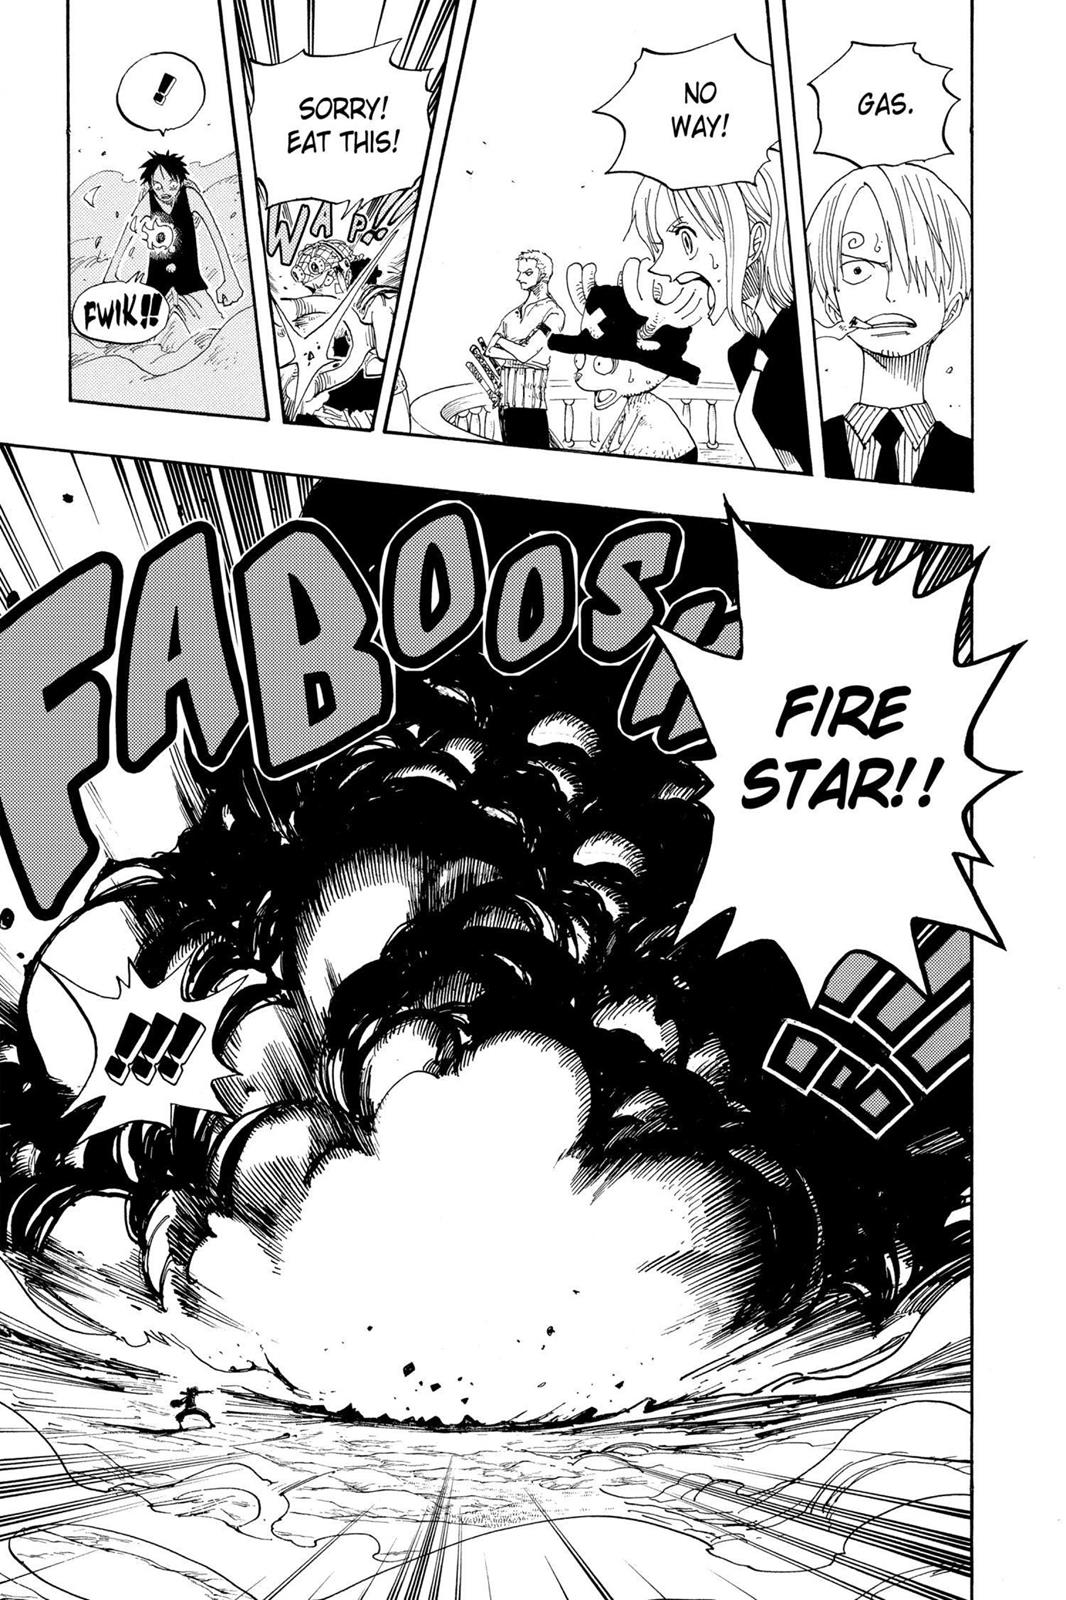 GAS.
NO
WAY!
SORRY!
EAT THIS!
WAP!!
!
FWIK!!
FIRE
STAR!!
FABOOSH
!!!